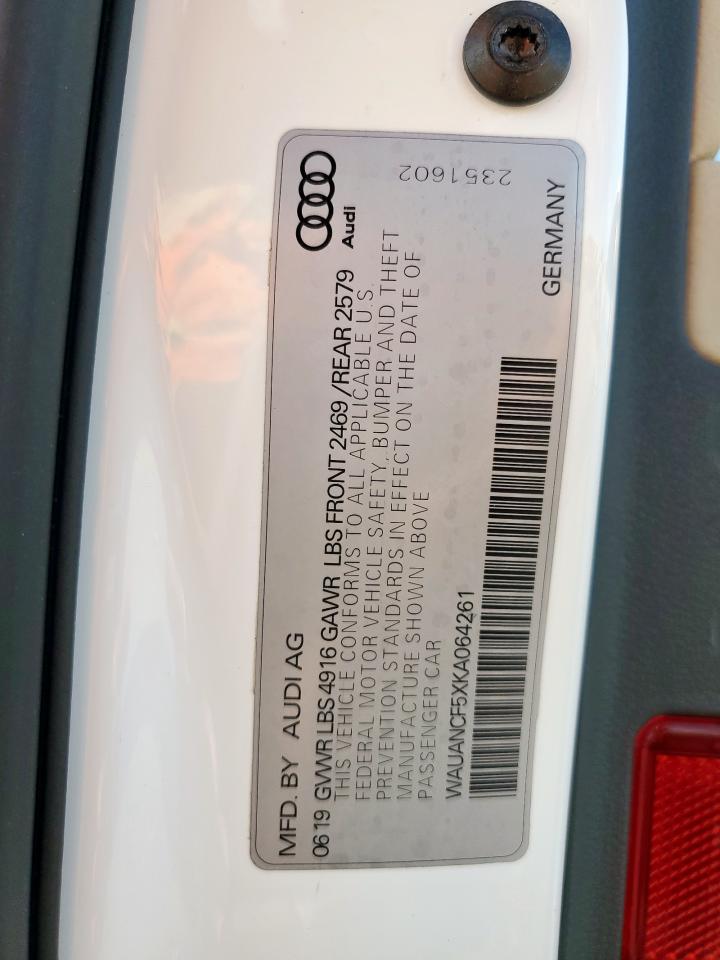 MFD. BY AUDI AG
Audi
0619 GVWR LBS 4916 GAWR LBS FRONT 2469 / REAR 2579
THIS VEHICLE CONFORMS TO ALL APPLICABLE U.S.
FEDERAL MOTOR VEHICLE SAFETY, BUMPER AND THEFT
PREVENTION STANDARDS IN EFFECT ON THE DATE OF
MANUFACTURE SHOWN ABOVE
PASSENGER CAR
WAUANCF5XKA064261
GERMANY
2351602